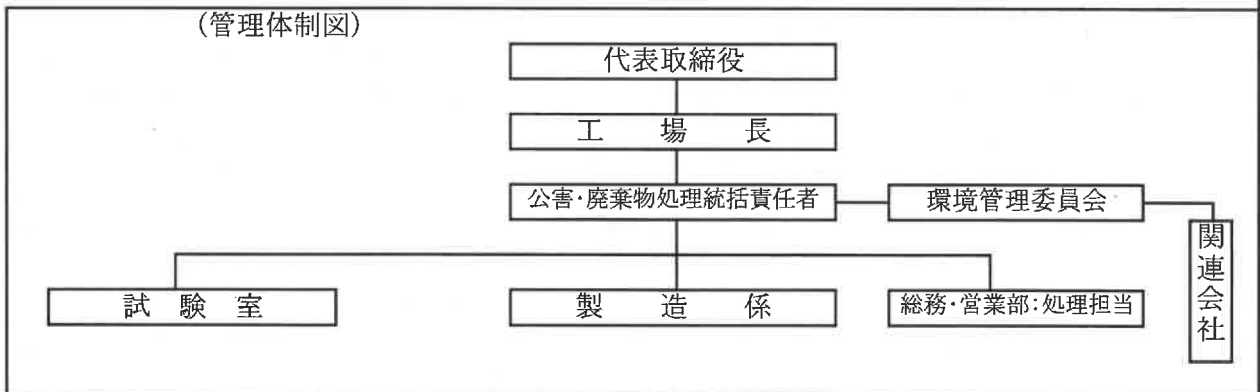 (管理体制図)
代表取締役
工場長
公害・廃棄物処理統括責任者
環境管理委員会
関連会社
試験室
製造係
総務・営業部:処理担当